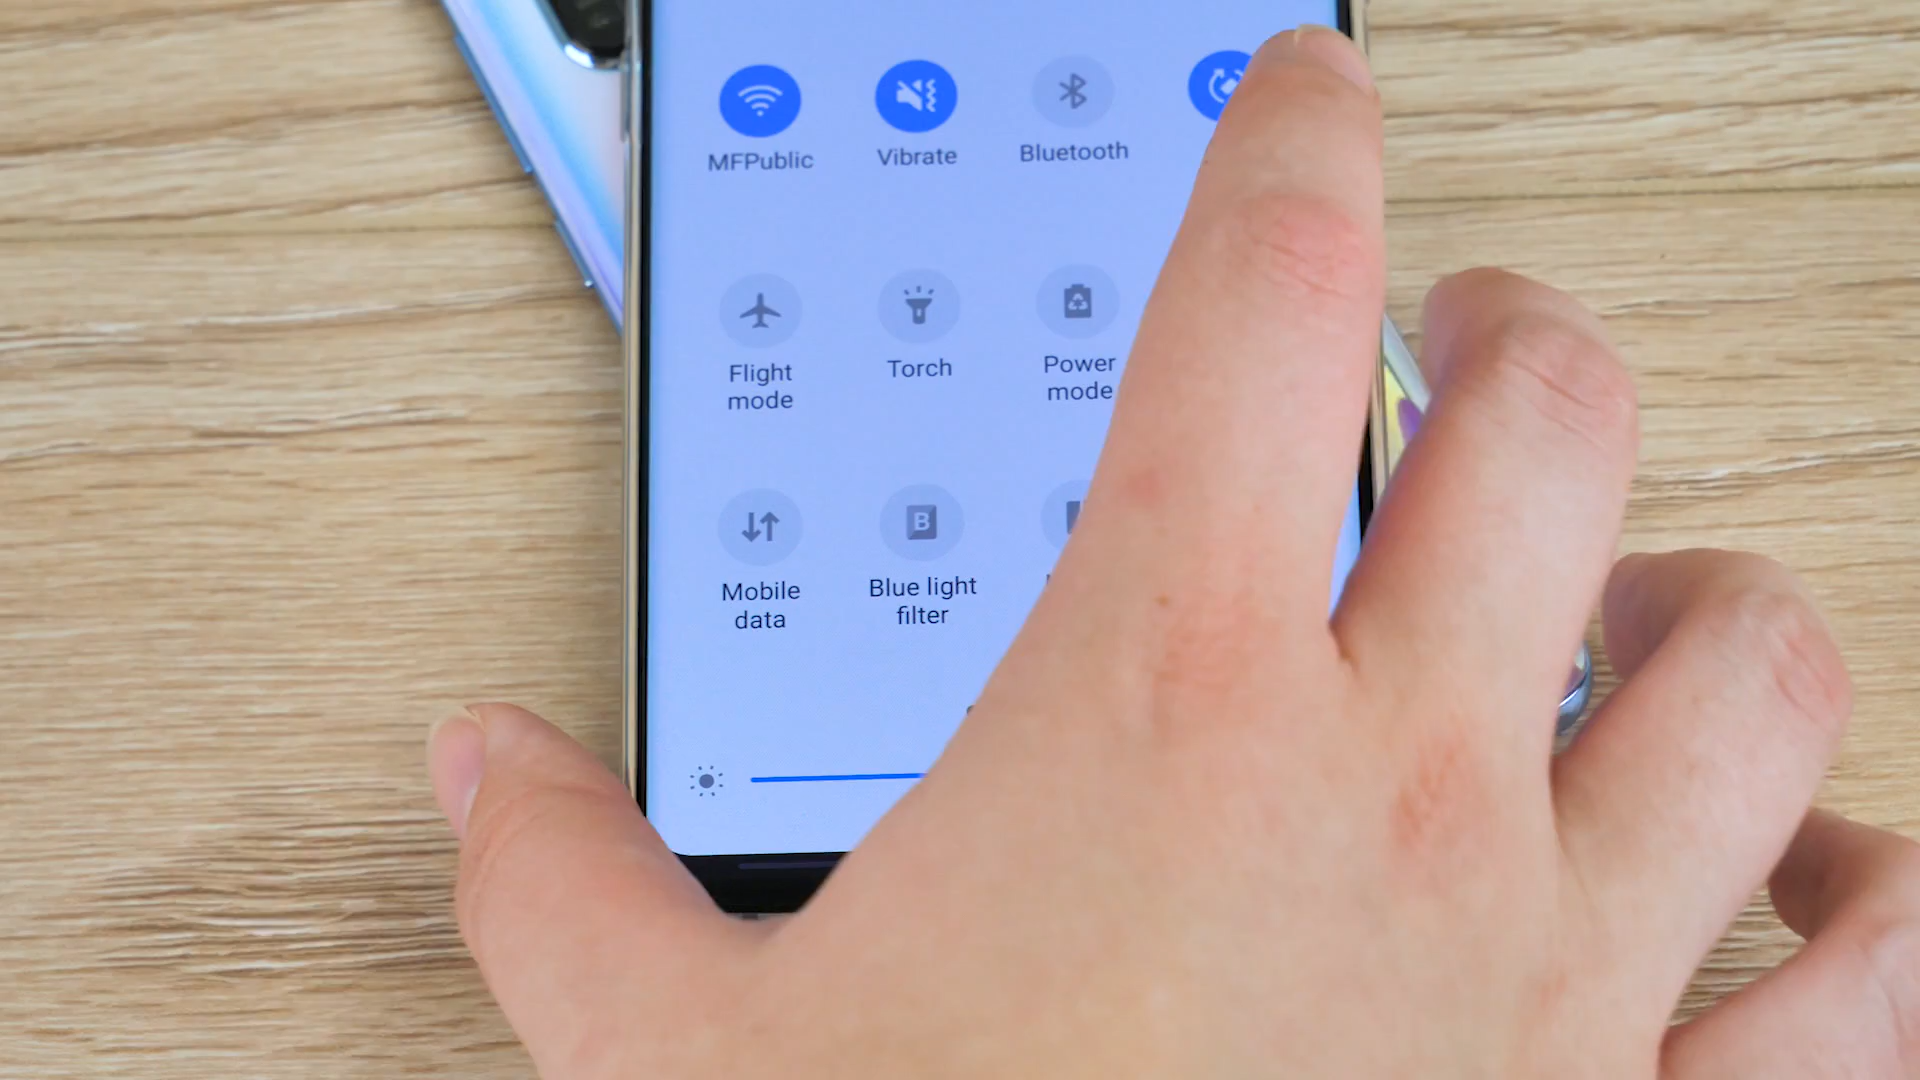 MFPublic
Vibrate
Bluetooth
Flight
mode
Torch
Power
mode
Mobile
data
B
Blue light
filter